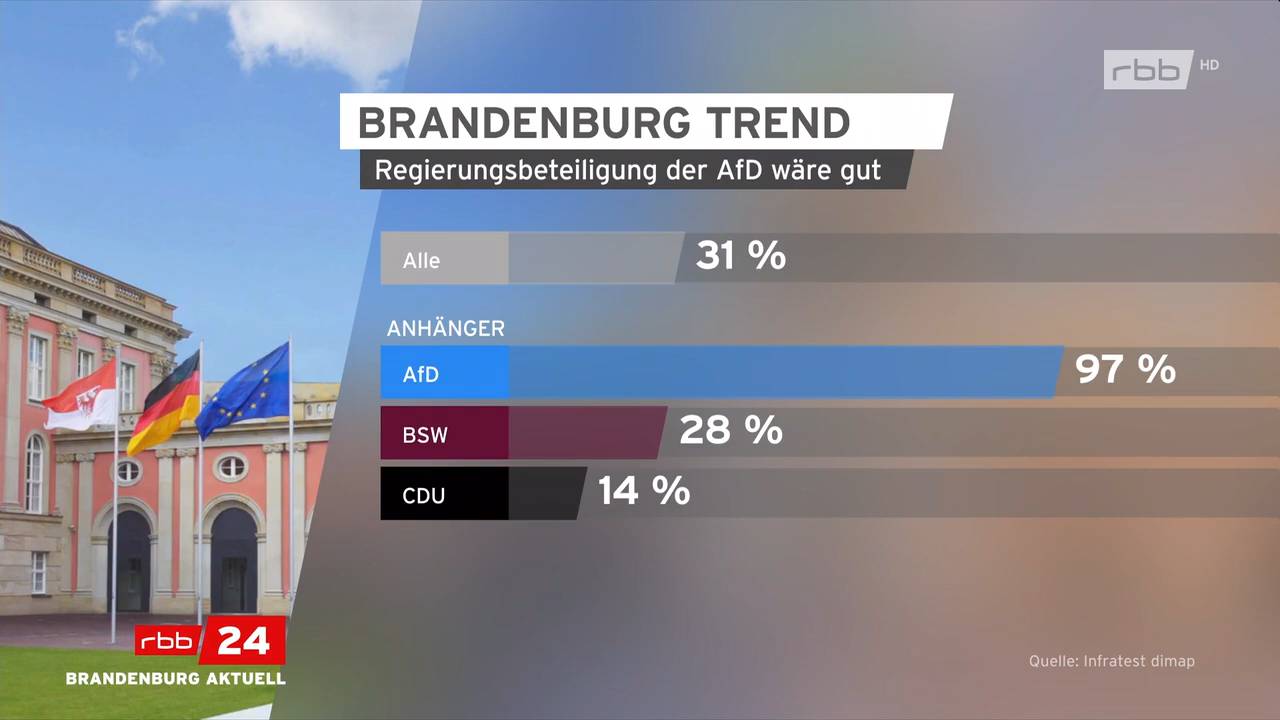 rbb HD
BRANDENBURG TREND
Regierungsbeteiligung der AfD wäre gut
Alle 31 %
ANHÄNGER
AfD 97 %
BSW 28 %
CDU 14 %
rbb 24
BRANDENBURG AKTUELL
Quelle: Infratest dimap